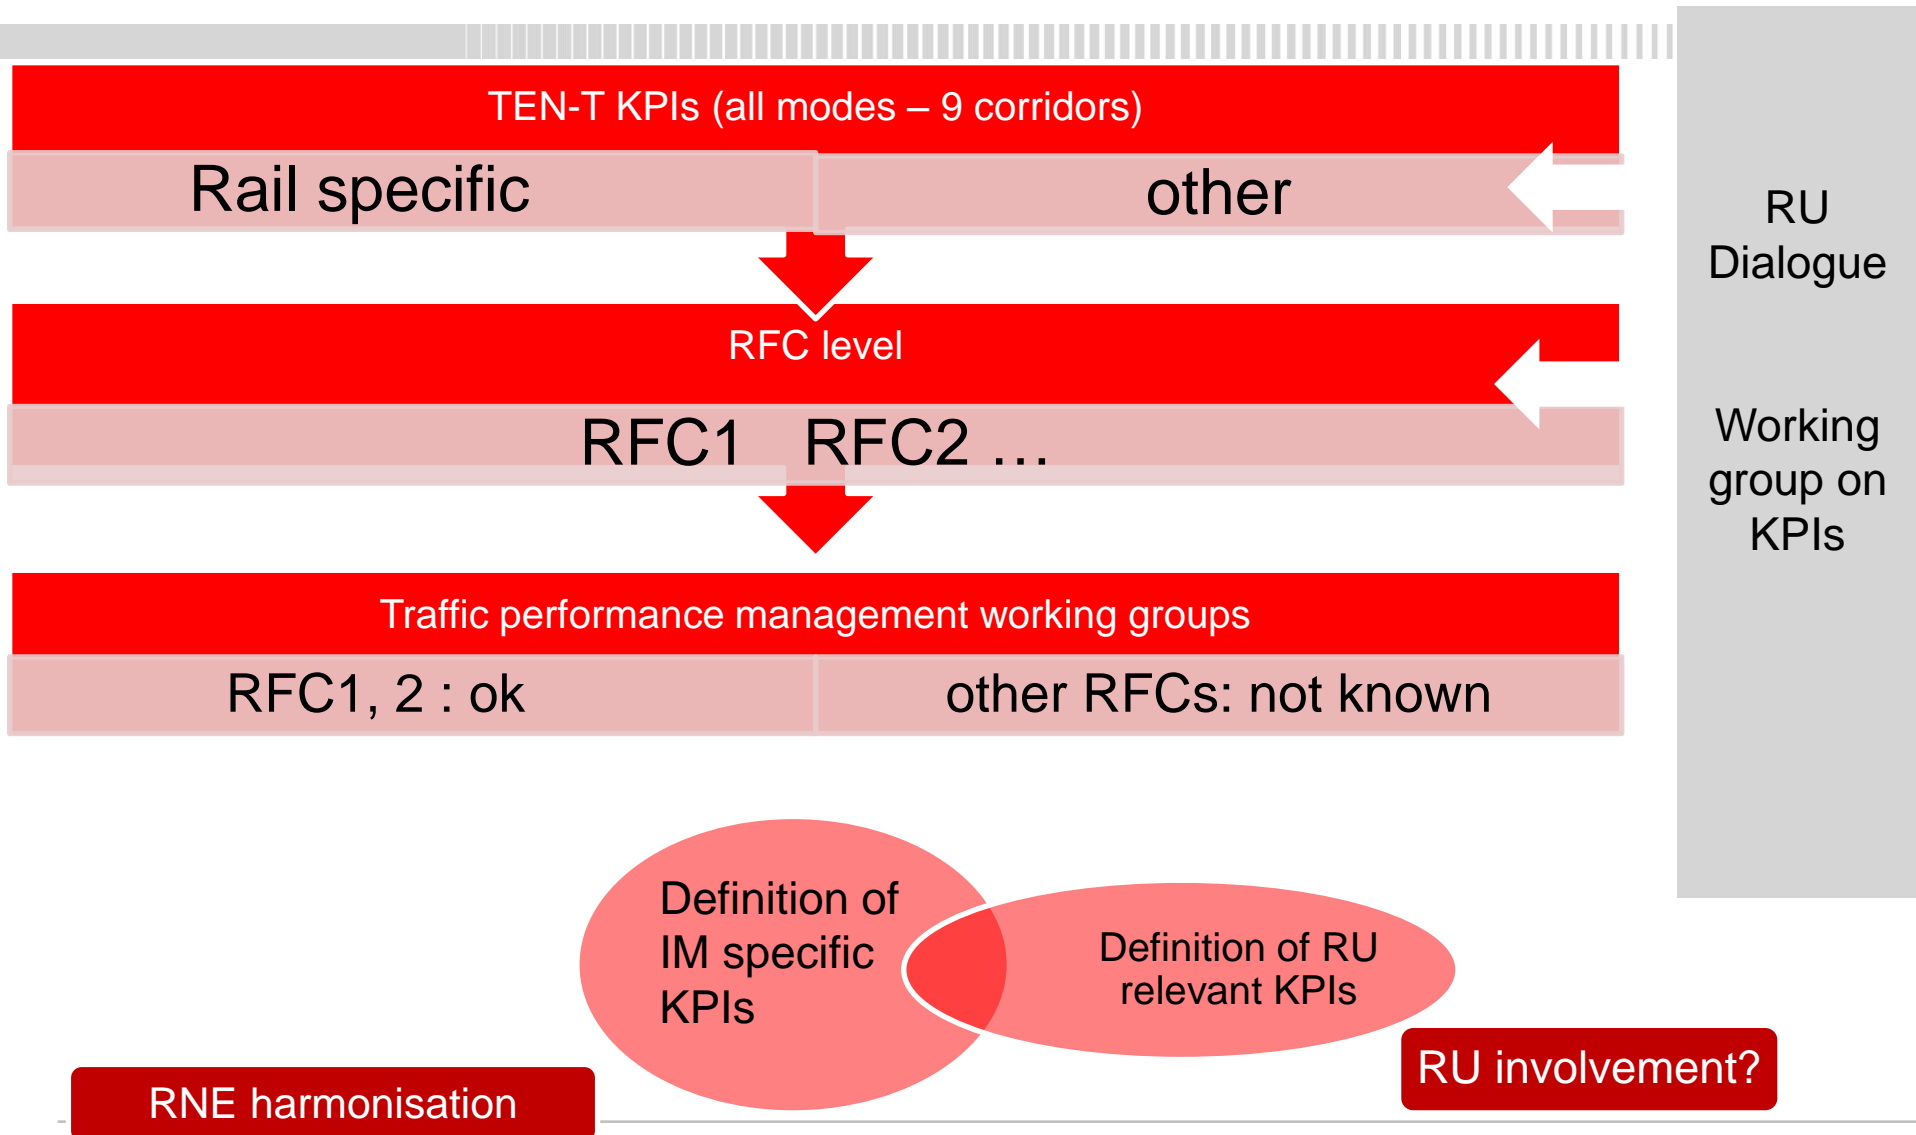 TEN-T KPIs (all modes – 9 corridors)
Rail specific
other
RFC level
RFC1 RFC2 …
Traffic performance management working groups
RFC1, 2 : ok
other RFCs: not known
RU
Dialogue
Working
group on
KPIs
Definition of
IM specific
KPIs
Definition of RU
relevant KPIs
RU involvement?
RNE harmonisation